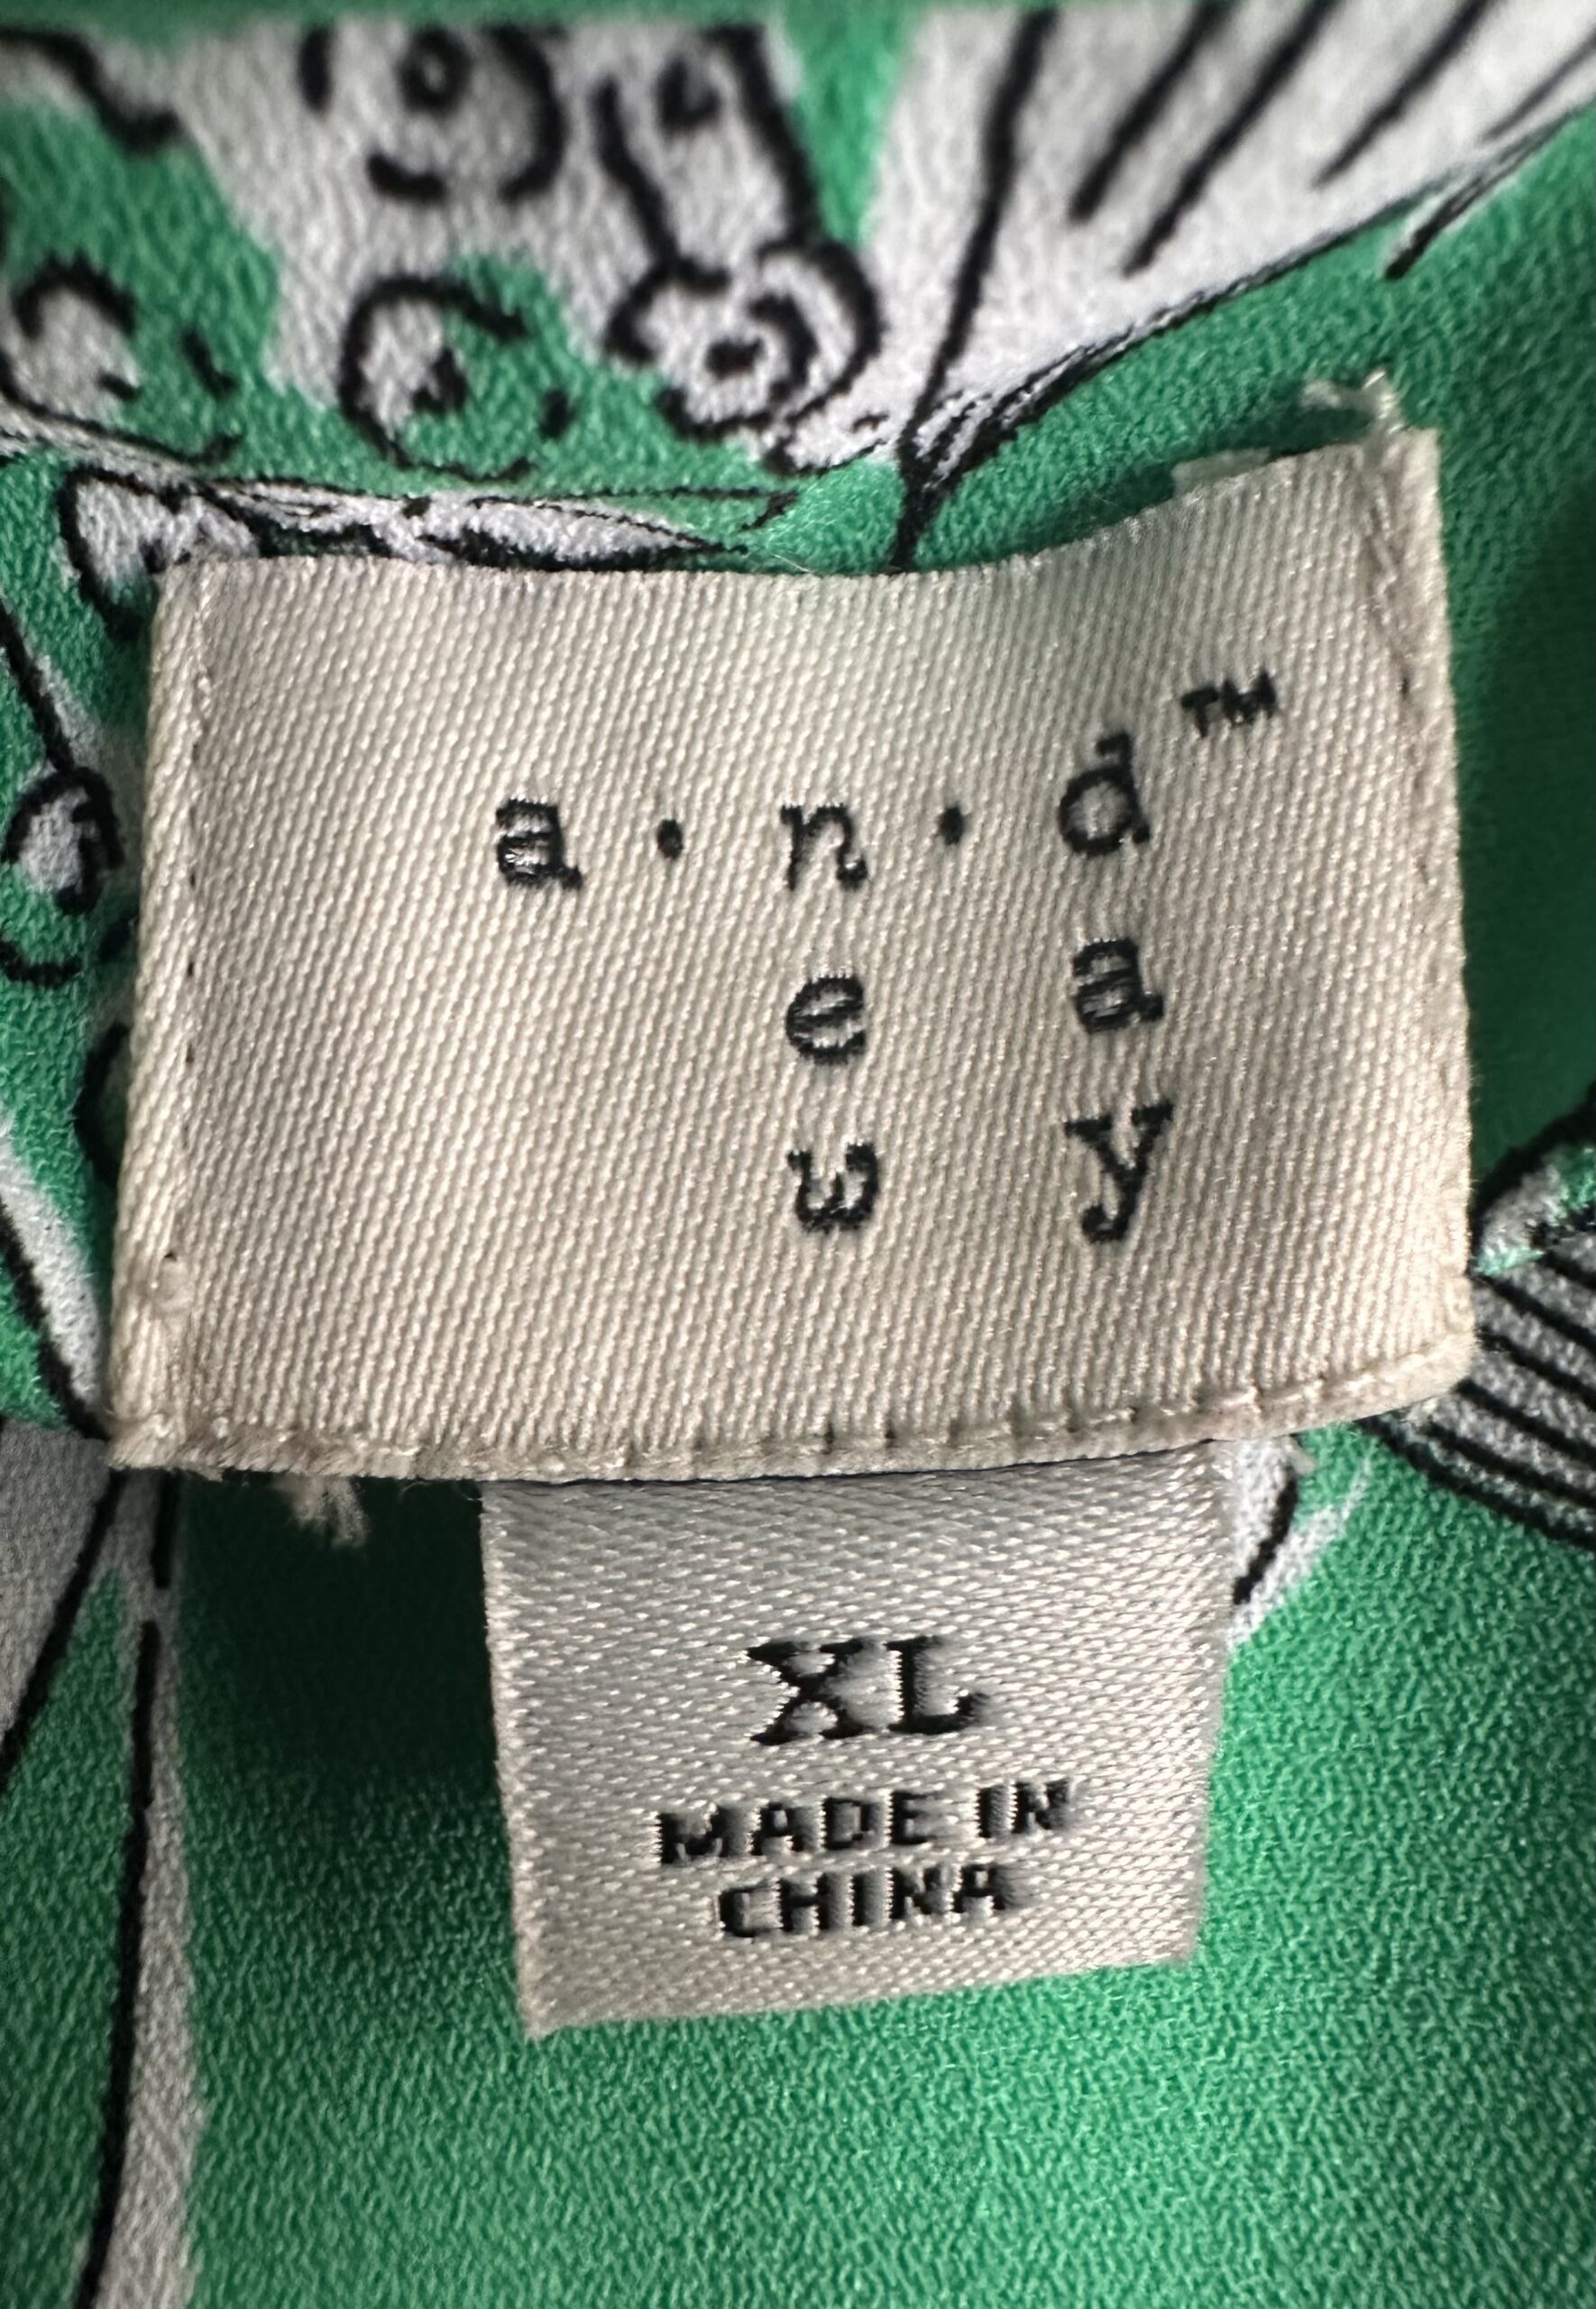 a·n·d™
e a
w y
XL
MADE IN
CHINA